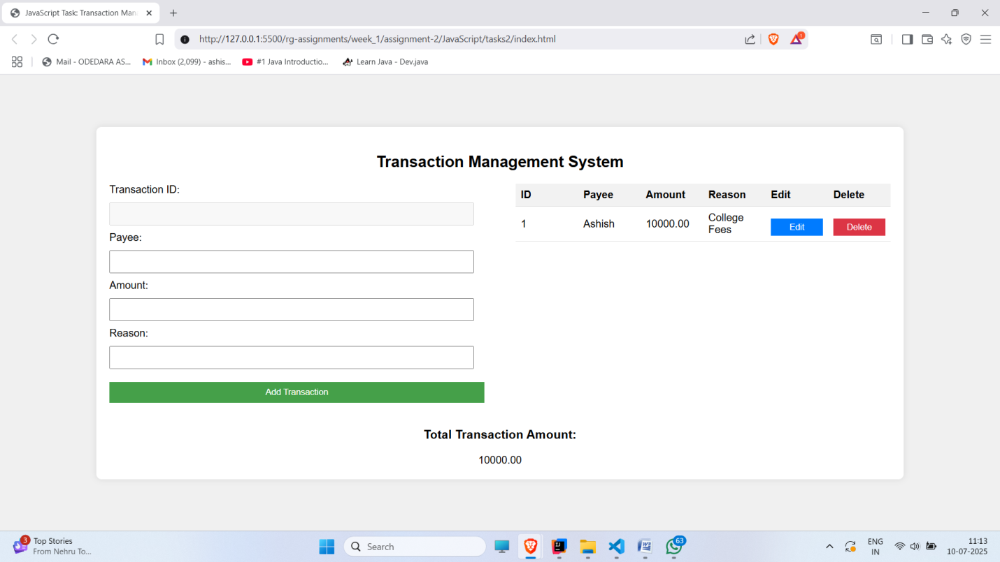 JavaScript Task: Transaction Man
http://127.0.0.1:5500/rg-assignments/week_1/assignment-2/JavaScript/tasks2/index.html
1
Mail - ODEDARA AS...
Inbox (2,099) - ashis...
#1 Java Introductio...
Learn Java - Dev.java
Transaction Management System
Transaction ID:
Payee:
Amount:
Reason:
Add Transaction
ID Payee Amount Reason Edit Delete
1 Ashish 10000.00 College Fees Edit Delete
Total Transaction Amount:
10000.00
3
Top Stories
From Nehru To...
Search
63
ENG
IN
11:13
10-07-2025